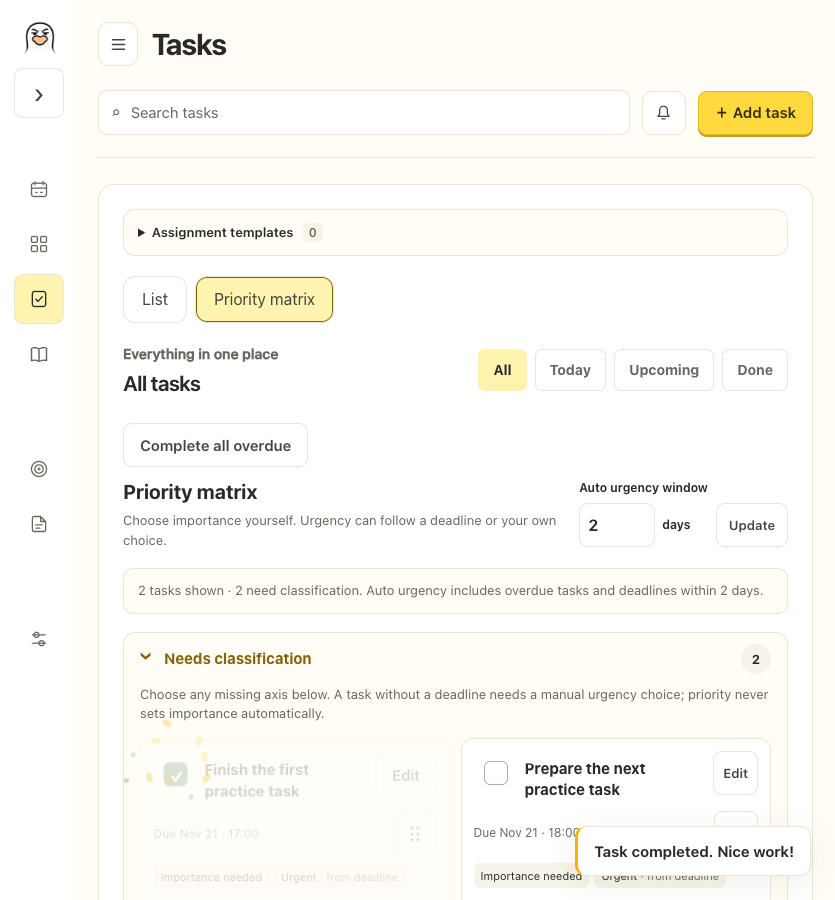 Tasks
Search tasks
+ Add task
Assignment templates 0
List
Priority matrix
Everything in one place
All tasks
All
Today
Upcoming
Done
Complete all overdue
Priority matrix
Choose importance yourself. Urgency can follow a deadline or your own
choice.
Auto urgency window
2 days
Update
2 tasks shown · 2 need classification. Auto urgency includes overdue tasks and deadlines within 2 days.
Needs classification
2
Choose any missing axis below. A task without a deadline needs a manual urgency choice; priority never
sets importance automatically.
Finish the first
practice task
Edit
Due Nov 21 · 17:00
Importance needed
Urgent · from deadline
Prepare the next
practice task
Edit
Due Nov 21 · 18:00
Importance needed
Urgent · from deadline
Task completed. Nice work!